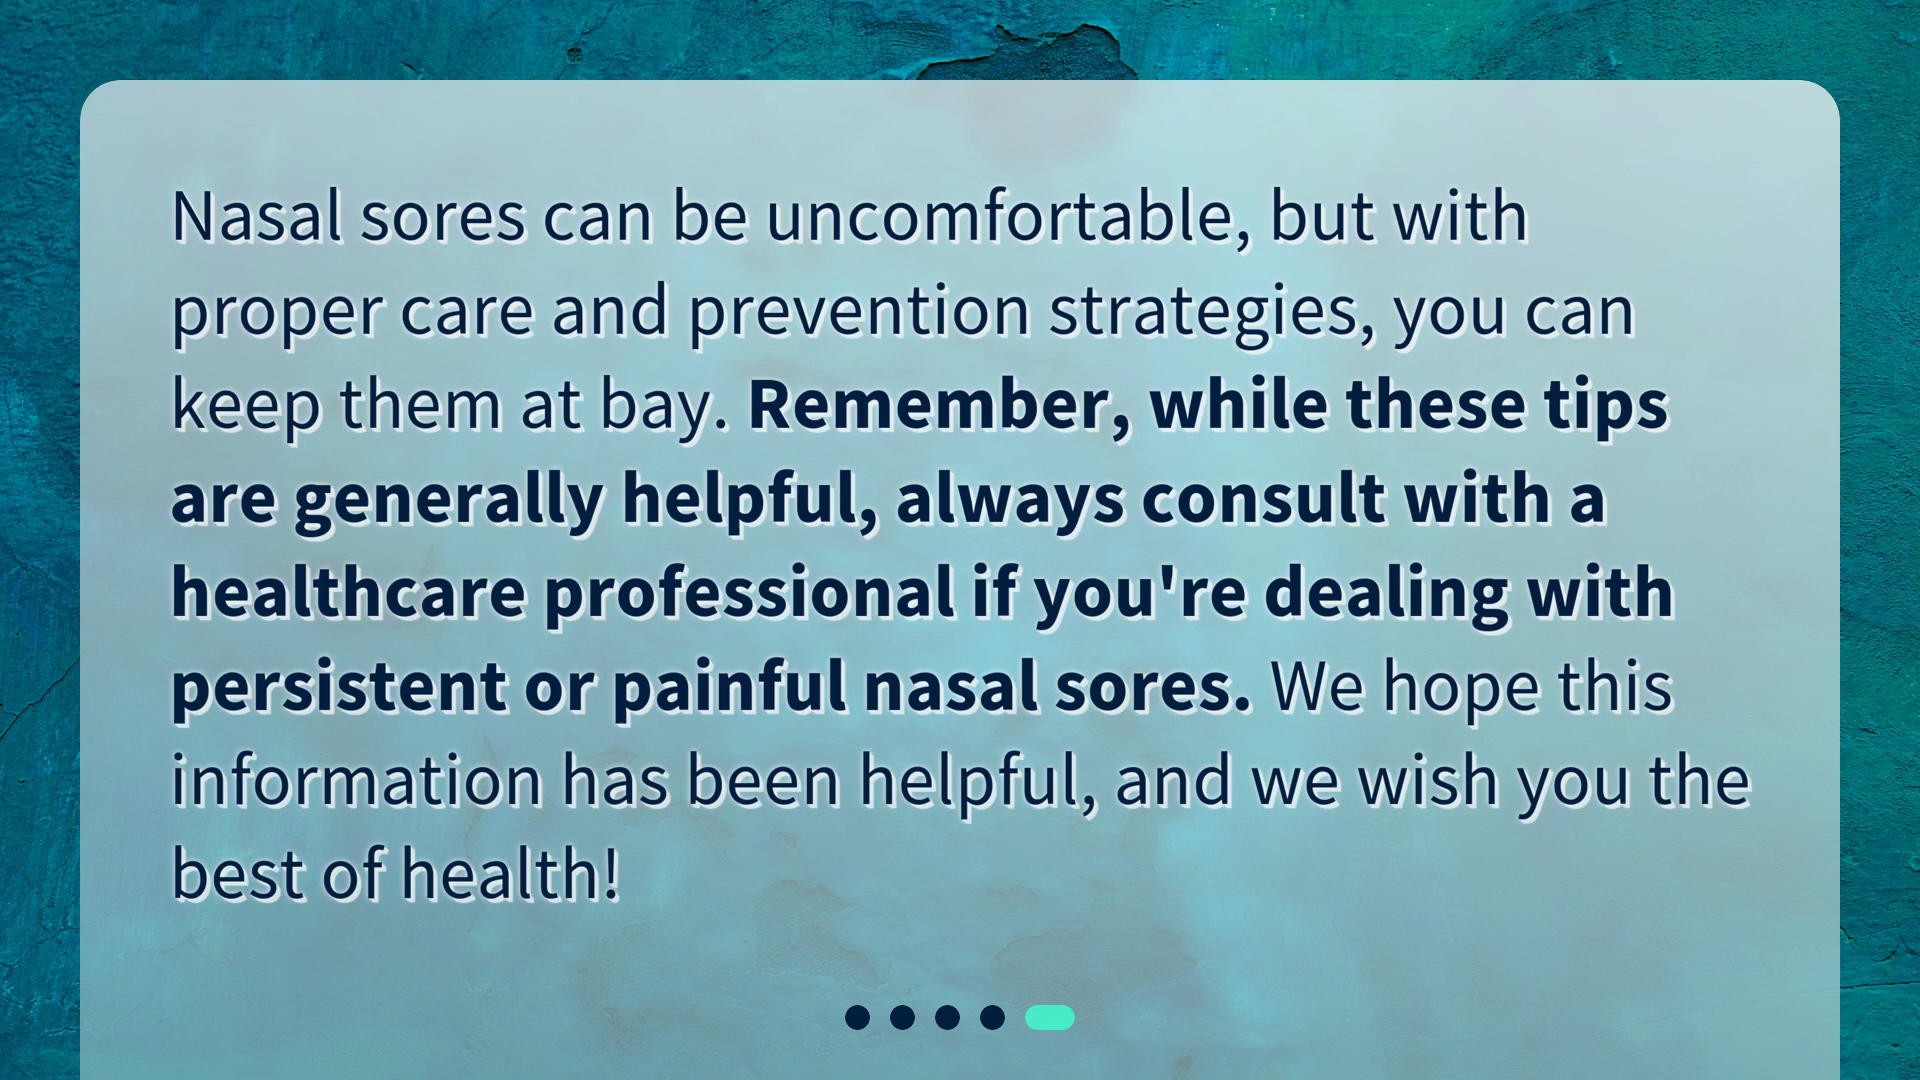 Nasal sores can be uncomfortable, but with
proper care and prevention strategies, you can
keep them at bay. Remember, while these tips
are generally helpful, always consult with a
healthcare professional if you're dealing with
persistent or painful nasal sores. We hope this
information has been helpful, and we wish you the
best of health!